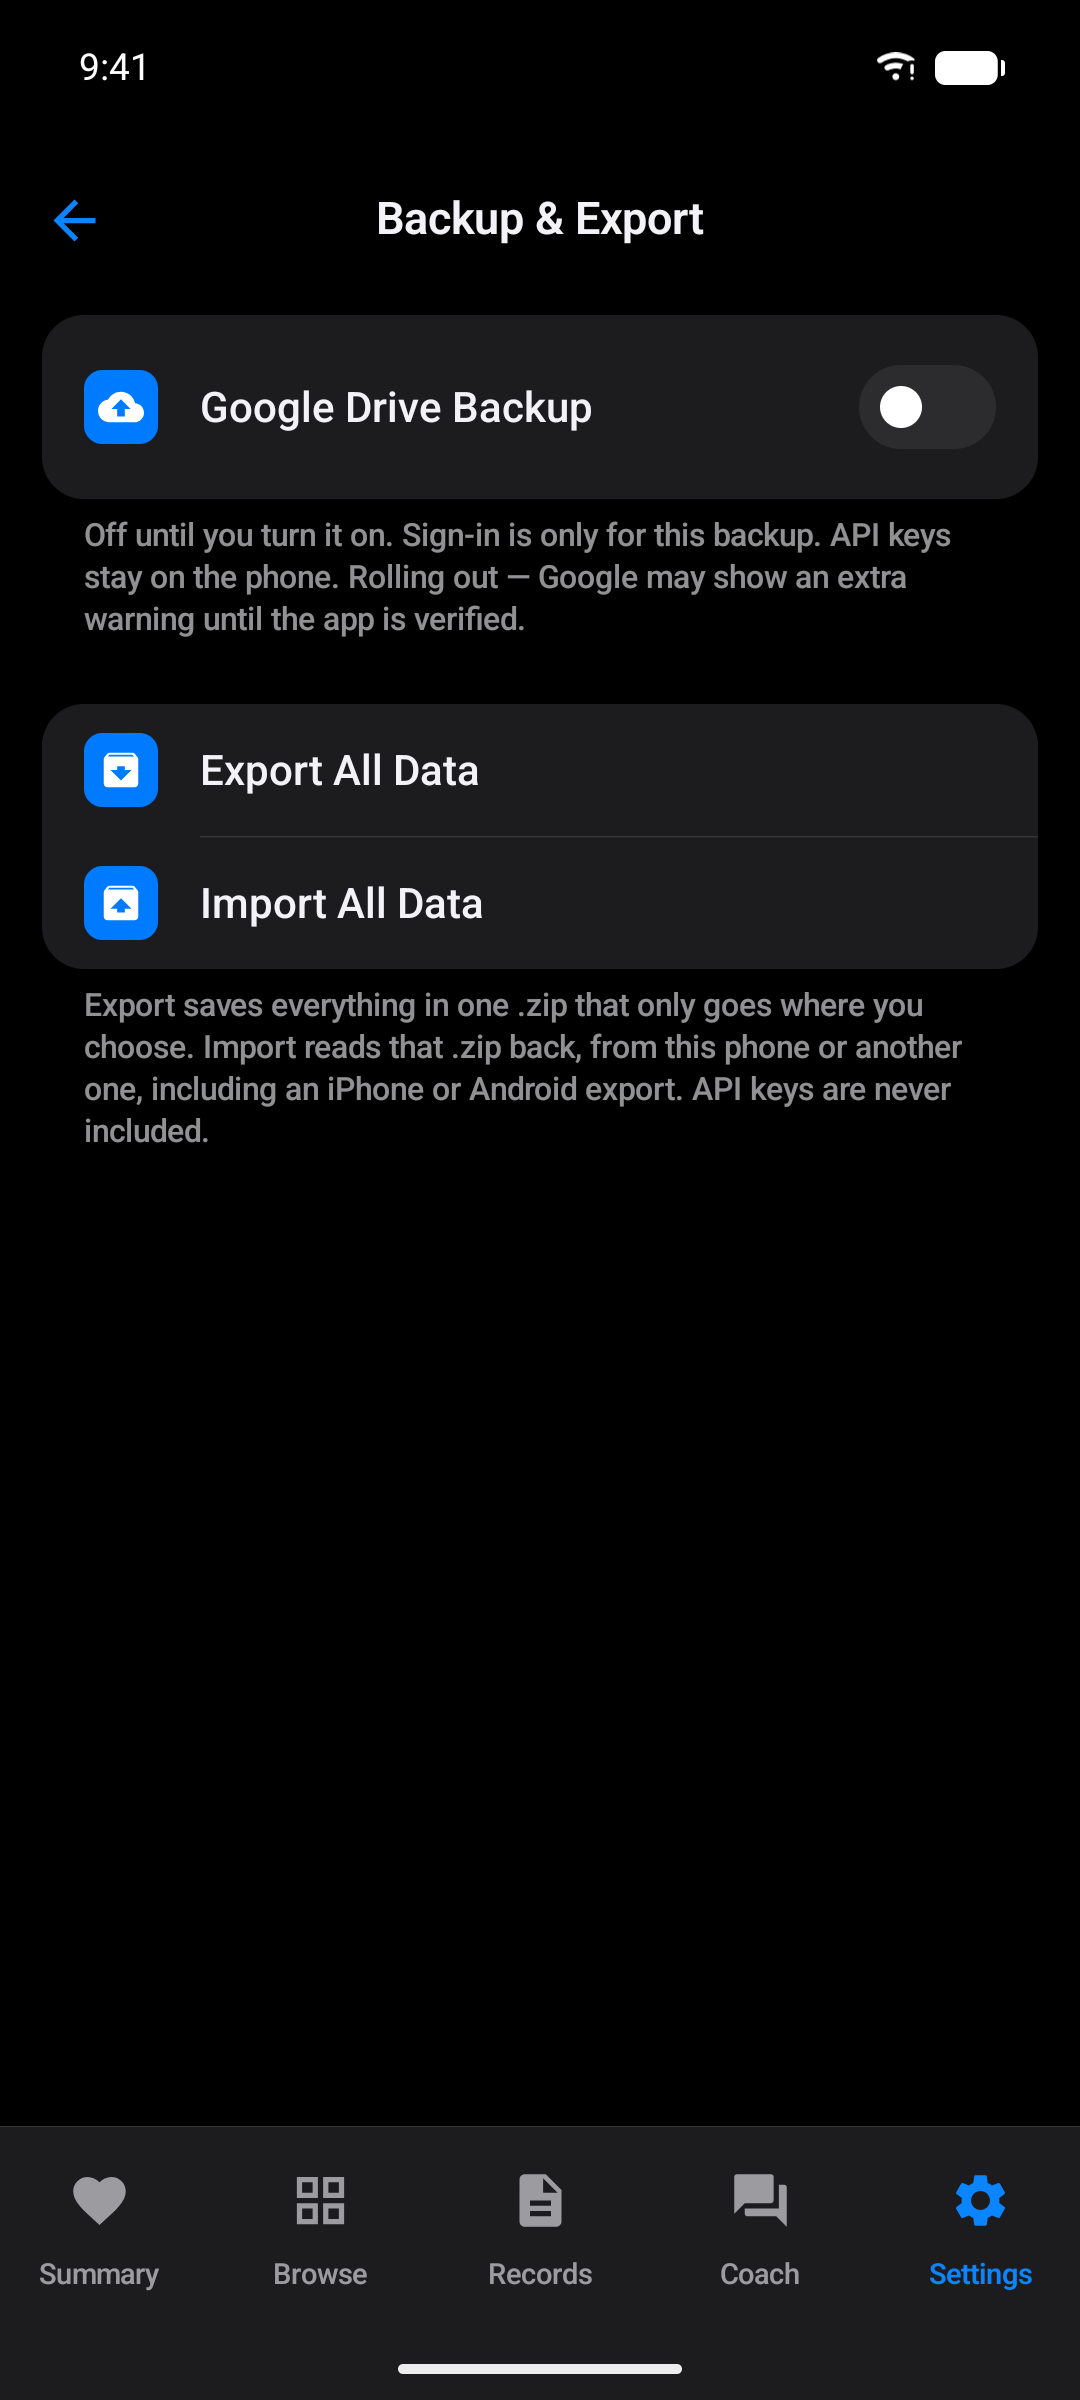 9:41
Backup & Export
Google Drive Backup
Off until you turn it on. Sign-in is only for this backup. API keys
stay on the phone. Rolling out — Google may show an extra
warning until the app is verified.
Export All Data
Import All Data
Export saves everything in one .zip that only goes where you
choose. Import reads that .zip back, from this phone or another
one, including an iPhone or Android export. API keys are never
included.
Summary
Browse
Records
Coach
Settings